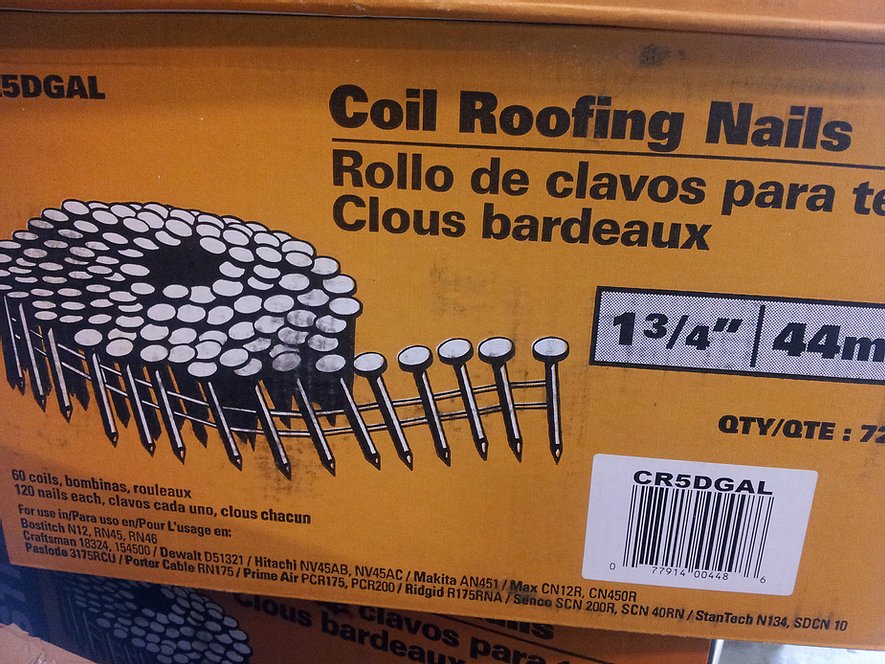 5DGAL
Coil Roofing Nails
Rollo de clavos para te
Clous bardeaux
1 3/4" | 44m
QTY/QTE : 72
CR5DGAL
0 77914 00448 6
60 coils, bombinas, rouleaux
120 nails each, clavos cada uno, clous chacun
For use in/Para uso en/Pour L'usage en:
Bostitch N12, RN45, RN46
Craftsman 18324, 154500 / Dewalt D51321 / Hitachi NV45AB, NV45AC / Makita AN451 / Max CN12R, CN450R
Paslode 3175RCU / Porter Cable RN175 / Prime Air PCR175, PCR200 / Ridgid R175RNA / Senco SCN 200R, SCN 40RN / StanTech N134, SDCN 10
clavos para te
Clous bardeaux